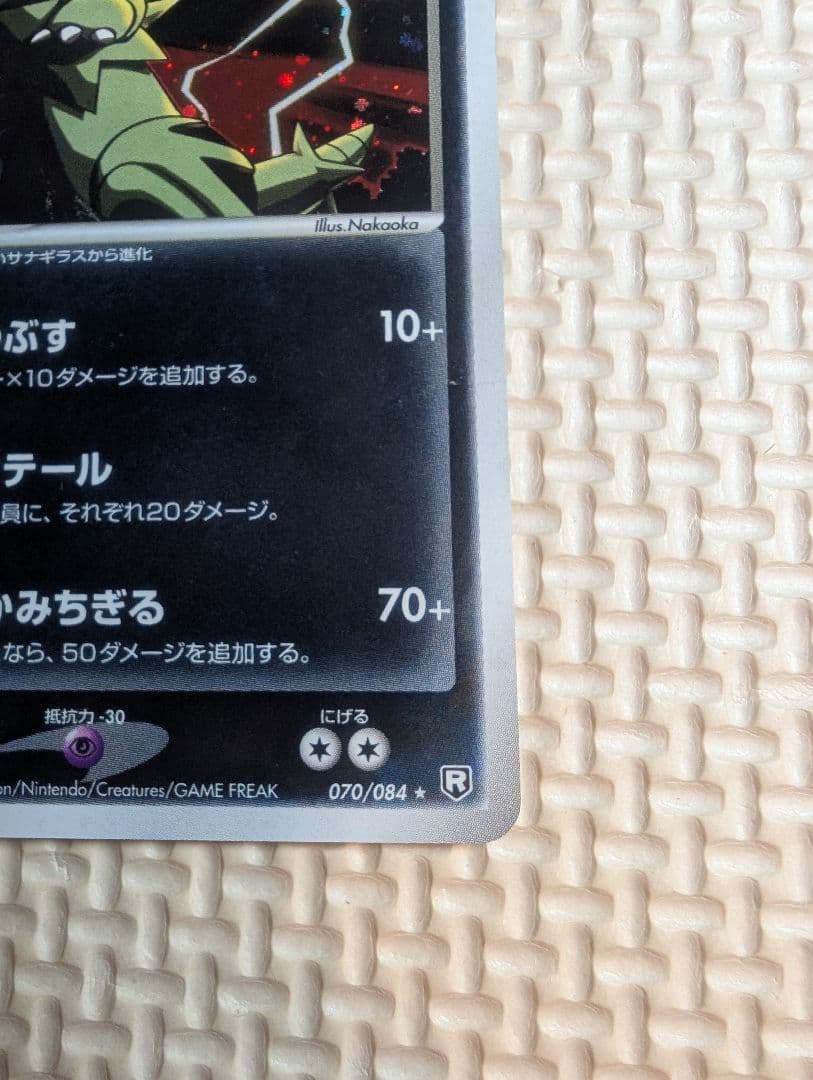 Illus.Nakaoka
いサナギラスから進化
ぶす 10+
×10ダメージを追加する。
テール
員に、それぞれ20ダメージ。
かみちぎる 70+
なら、50ダメージを追加する。
抵抗力 -30 にげる
on/Nintendo/Creatures/GAME FREAK 070/084 ★ R